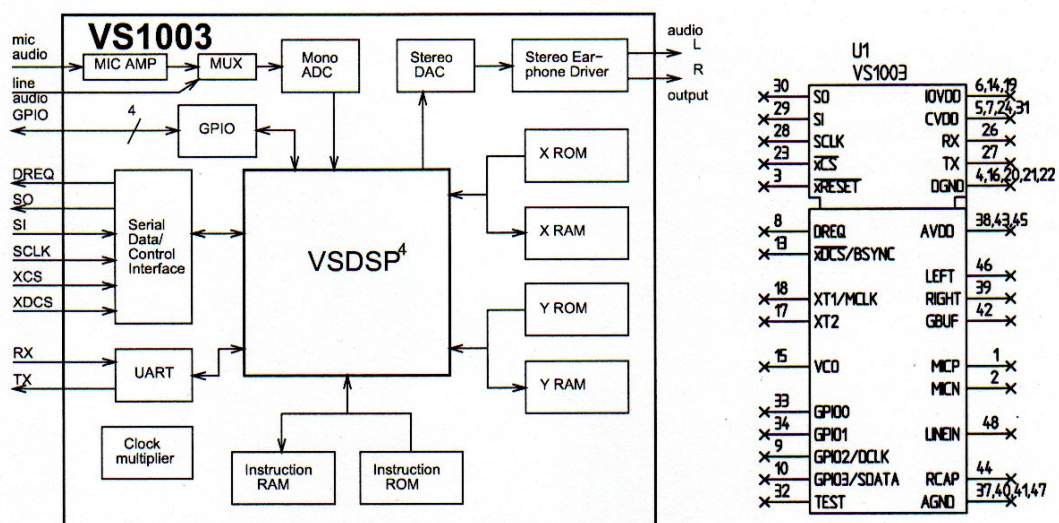 VS1003
mic
audio
MIC AMP
MUX
Mono
ADC
Stereo
DAC
Stereo Ear-
phone Driver
audio
L
R
output
line
audio
GPIO
4
GPIO
X ROM
X RAM
DREQ
SO
SI
SCLK
XCS
XDCS
Serial
Data/
Control
Interface
VSDSP4
Y ROM
Y RAM
RX
TX
UART
Clock
multiplier
Instruction
RAM
Instruction
ROM
U1
VS1003
30 SO IOVDD 6,14,19
29 SI CVDD 5,7,24,31
28 SCLK RX 26
23 xCS TX 27
3 xRESET DGND 4,16,20,21,22
8 DREQ AVDD 38,43,45
13 xDCS/BSYNC
LEFT 46
18 XT1/MCLK RIGHT 39
17 XT2 GBUF 42
15 VCO MICP 1
MICN 2
33 GPIO0
34 GPIO1 LINEIN 48
9 GPIO2/DCLK
10 GPIO3/SDATA RCAP 44
32 TEST AGND 37,40,41,47